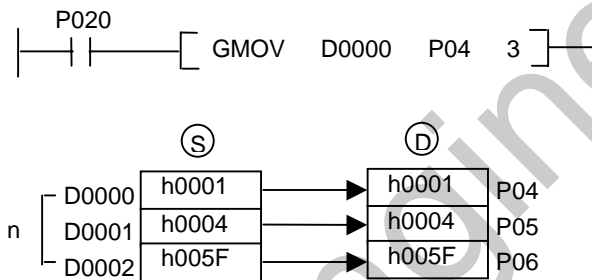 P020
GMOV D0000 P04 3
S D
D0000 h0001 h0001 P04
n D0001 h0004 h0004 P05
D0002 h005F h005F P06